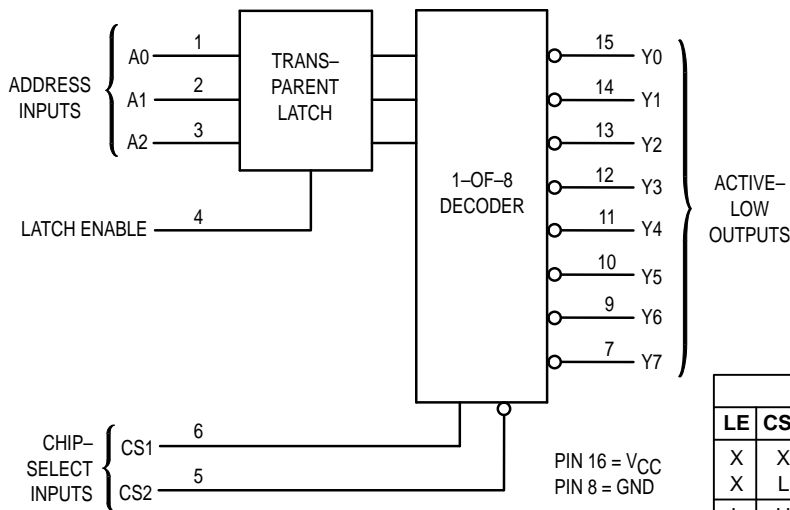 ADDRESS
INPUTS
A0
1
A1
2
A2
3
TRANS–
PARENT
LATCH
LATCH ENABLE
4
1–OF–8
DECODER
15 Y0
14 Y1
13 Y2
12 Y3
11 Y4
10 Y5
9 Y6
7 Y7
ACTIVE–
LOW
OUTPUTS
CHIP–
SELECT
INPUTS
CS1
6
CS2
5
PIN 16 = VCC
PIN 8 = GND
LE CS
X X
X L